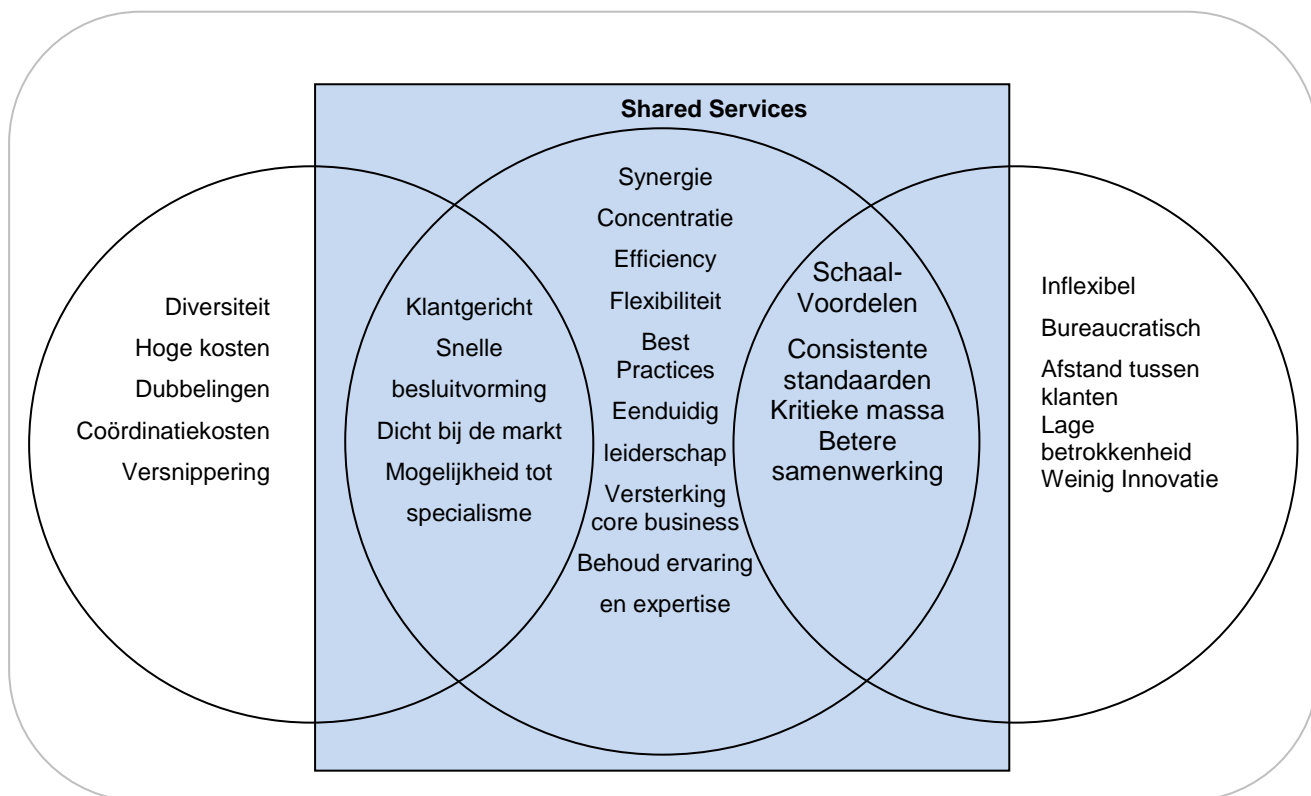 Shared Services
Diversiteit
Hoge kosten
Dubbelingen
Coördinatiekosten
Versnippering
Klantgericht
Snelle
besluitvorming
Dicht bij de markt
Mogelijkheid tot
specialisme
Synergie
Concentratie
Efficiency
Flexibiliteit
Best
Practices
Eenduidig
leiderschap
Versterking
core business
Behoud ervaring
en expertise
Schaal-
Voordelen
Consistente
standaarden
Kritieke massa
Betere
samenwerking
Inflexibel
Bureaucratisch
Afstand tussen
klanten
Lage
betrokkenheid
Weinig Innovatie